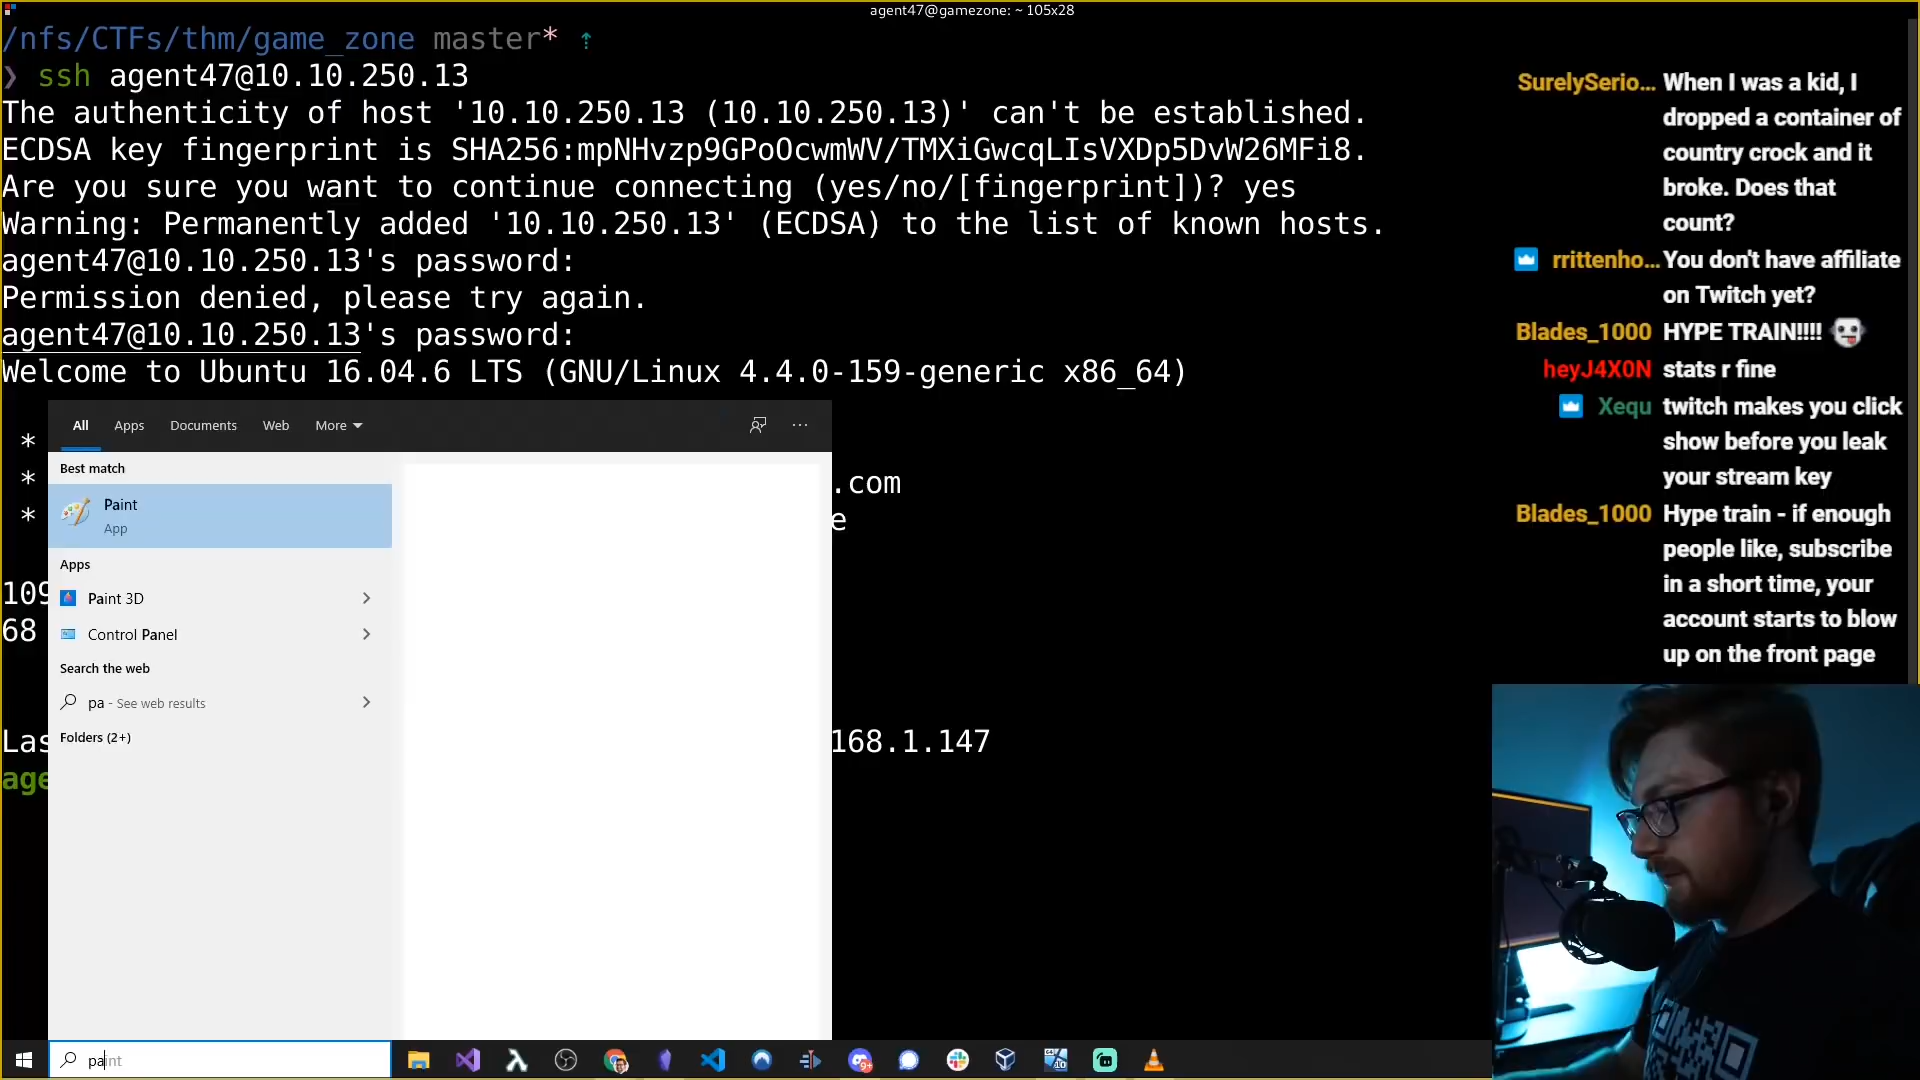 agent47@gamezone: ~ 105x28
/nfs/CTFs/thm/game_zone master* ↑
❯ ssh agent47@10.10.250.13
The authenticity of host '10.10.250.13 (10.10.250.13)' can't be established.
ECDSA key fingerprint is SHA256:mpNHvzp9GPoOcwmWV/TMXiGwcqLIsVXDp5DvW26MFi8.
Are you sure you want to continue connecting (yes/no/[fingerprint])? yes
Warning: Permanently added '10.10.250.13' (ECDSA) to the list of known hosts.
agent47@10.10.250.13's password:
Permission denied, please try again.
agent47@10.10.250.13's password:
Welcome to Ubuntu 16.04.6 LTS (GNU/Linux 4.4.0-159-generic x86_64)
*
* .com
* e
109
68
Las 168.1.147
age
All Apps Documents Web More
Best match
Paint
App
Apps
Paint 3D
Control Panel
Search the web
pa - See web results
Folders (2+)
paint
9+
SurelySerio... When I was a kid, I
dropped a container of
country crock and it
broke. Does that
count?
rrittenho... You don't have affiliate
on Twitch yet?
Blades_1000 HYPE TRAIN!!!!
heyJ4X0N stats r fine
Xequ twitch makes you click
show before you leak
your stream key
Blades_1000 Hype train - if enough
people like, subscribe
in a short time, your
account starts to blow
up on the front page